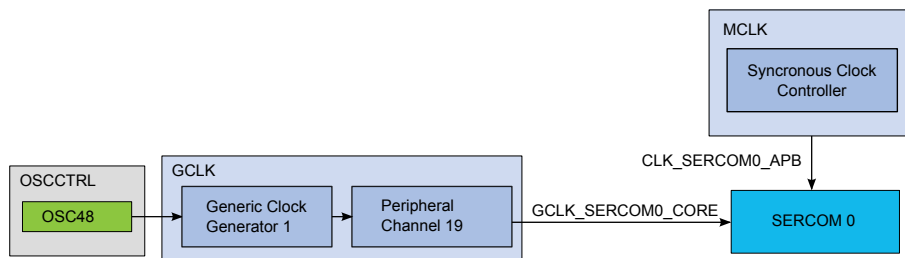 MCLK
Syncronous Clock
Controller
OSCCTRL
OSC48
GCLK
Generic Clock
Generator 1
Peripheral
Channel 19
GCLK_SERCOM0_CORE
CLK_SERCOM0_APB
SERCOM 0